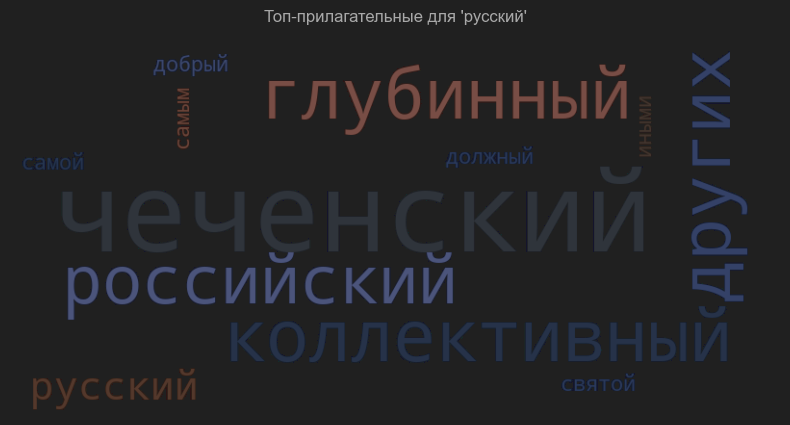 Топ-прилагательные для 'русский'
добрый
глубинный
других
самым
иными
самой
должный
чеченский
российский
коллективный
русский
святой